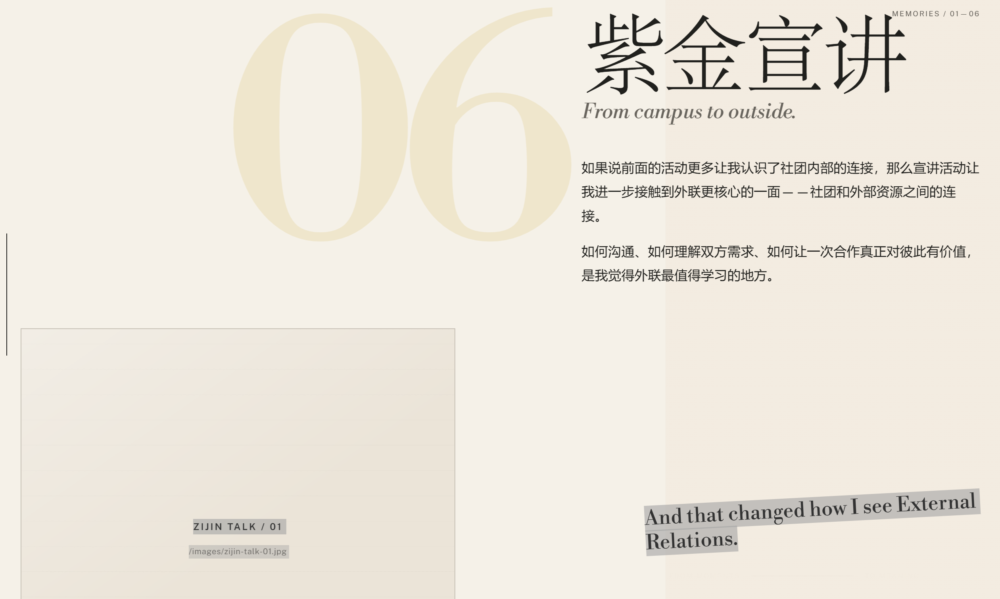 MEMORIES / 01—06
06
紫金宣讲
From campus to outside.
如果说前面的活动更多让我认识了社团内部的连接，那么宣讲活动让
我进一步接触到外联更核心的一面——社团和外部资源之间的连
接。
如何沟通、如何理解双方需求、如何让一次合作真正对彼此有价值，
是我觉得外联最值得学习的地方。
And that changed how I see External
Relations.
ZIJIN TALK / 01
/images/zijin-talk-01.jpg